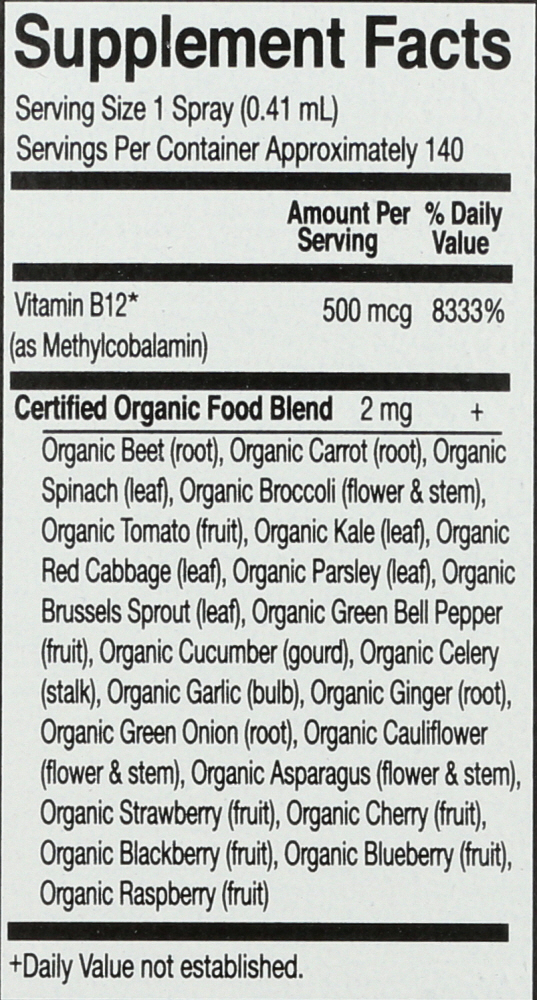 Supplement Facts
Serving Size 1 Spray (0.41 mL)
Servings Per Container Approximately 140
Amount Per % Daily
Serving Value
Vitamin B12* 500 mcg 8333%
(as Methylcobalamin)
Certified Organic Food Blend 2 mg +
Organic Beet (root), Organic Carrot (root), Organic
Spinach (leaf), Organic Broccoli (flower & stem),
Organic Tomato (fruit), Organic Kale (leaf), Organic
Red Cabbage (leaf), Organic Parsley (leaf), Organic
Brussels Sprout (leaf), Organic Green Bell Pepper
(fruit), Organic Cucumber (gourd), Organic Celery
(stalk), Organic Garlic (bulb), Organic Ginger (root),
Organic Green Onion (root), Organic Cauliflower
(flower & stem), Organic Asparagus (flower & stem),
Organic Strawberry (fruit), Organic Cherry (fruit),
Organic Blackberry (fruit), Organic Blueberry (fruit),
Organic Raspberry (fruit)
+Daily Value not established.